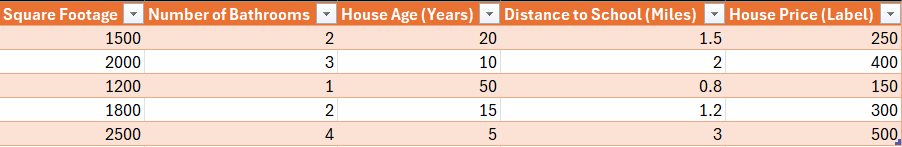 Square Footage Number of Bathrooms House Age (Years) Distance to School (Miles) House Price (Label)
1500 2 20 1.5 250
2000 3 10 2 400
1200 1 50 0.8 150
1800 2 15 1.2 300
2500 4 5 3 500